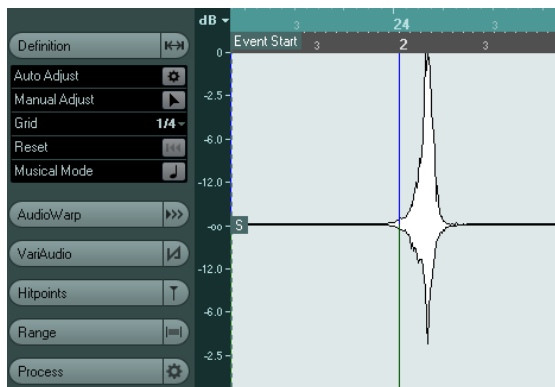 dB
3 24 3
Definition
Event Start 3 2 3
0
Auto Adjust
Manual Adjust
-2.5
Grid 1/4
-6.0
Reset
Musical Mode
-12.0
AudioWarp
-∞ S
VariAudio
-12.0
Hitpoints
-6.0
Range
-2.5
Process